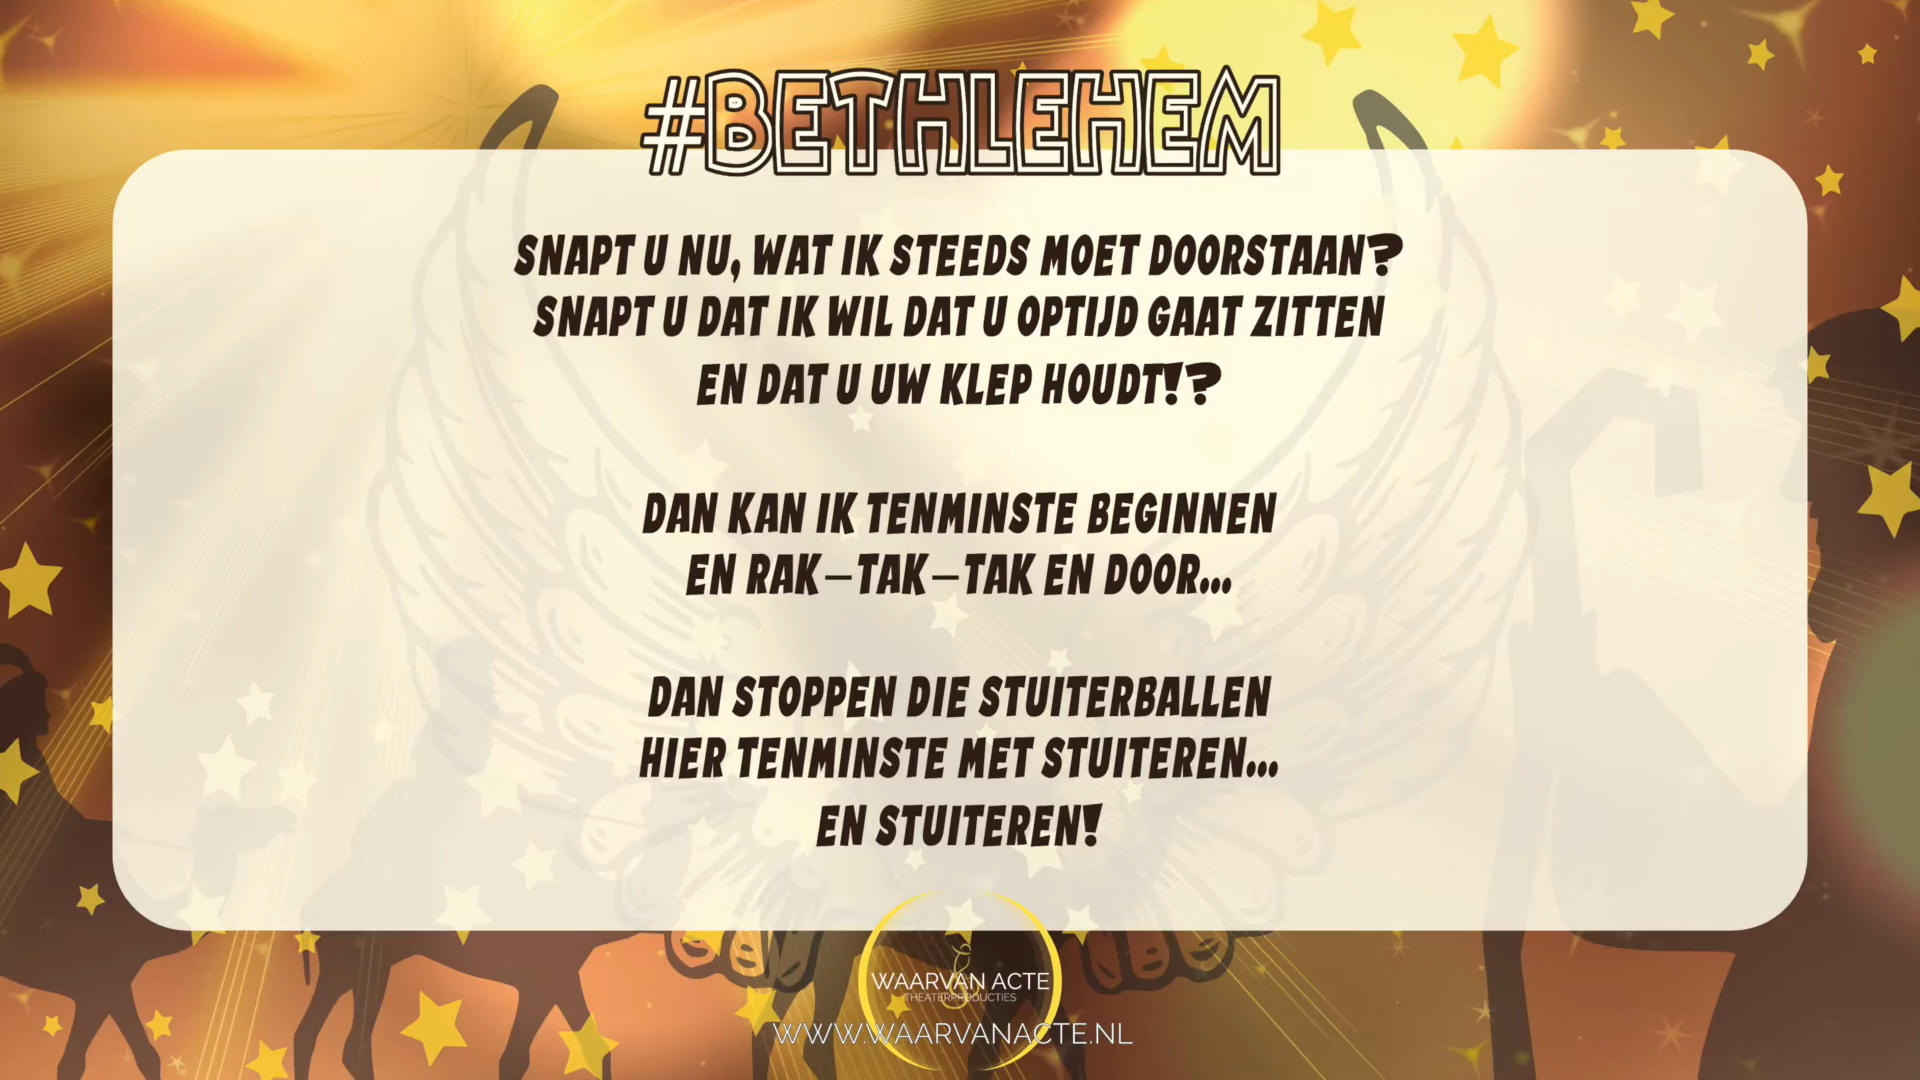 #BETHLEHEM
SNAPT U NU, WAT IK STEEDS MOET DOORSTAAN?
SNAPT U DAT IK WIL DAT U OPTIJD GAAT ZITTEN
EN DAT U UW KLEP HOUDT!?
DAN KAN IK TENMINSTE BEGINNEN
EN RAK-TAK-TAK EN DOOR...
DAN STOPPEN DIE STUITERBALLEN
HIER TENMINSTE MET STUITEREN...
EN STUITEREN!
WAARVAN ACTE
THEATERPRODUCTIES
WWW.WAARVANACTE.NL